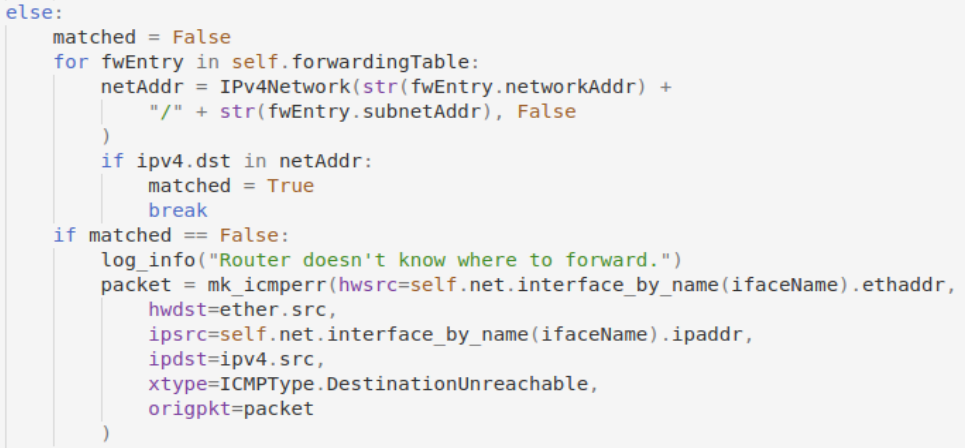 else:
    matched = False
    for fwEntry in self.forwardingTable:
        netAddr = IPv4Network(str(fwEntry.networkAddr) +
            "/" + str(fwEntry.subnetAddr), False
        )
        if ipv4.dst in netAddr:
            matched = True
            break
    if matched == False:
        log_info("Router doesn't know where to forward.")
        packet = mk_icmperr(hwsrc=self.net.interface_by_name(ifaceName).ethaddr,
            hwdst=ether.src,
            ipsrc=self.net.interface_by_name(ifaceName).ipaddr,
            ipdst=ipv4.src,
            xtype=ICMPType.DestinationUnreachable,
            origpkt=packet
        )